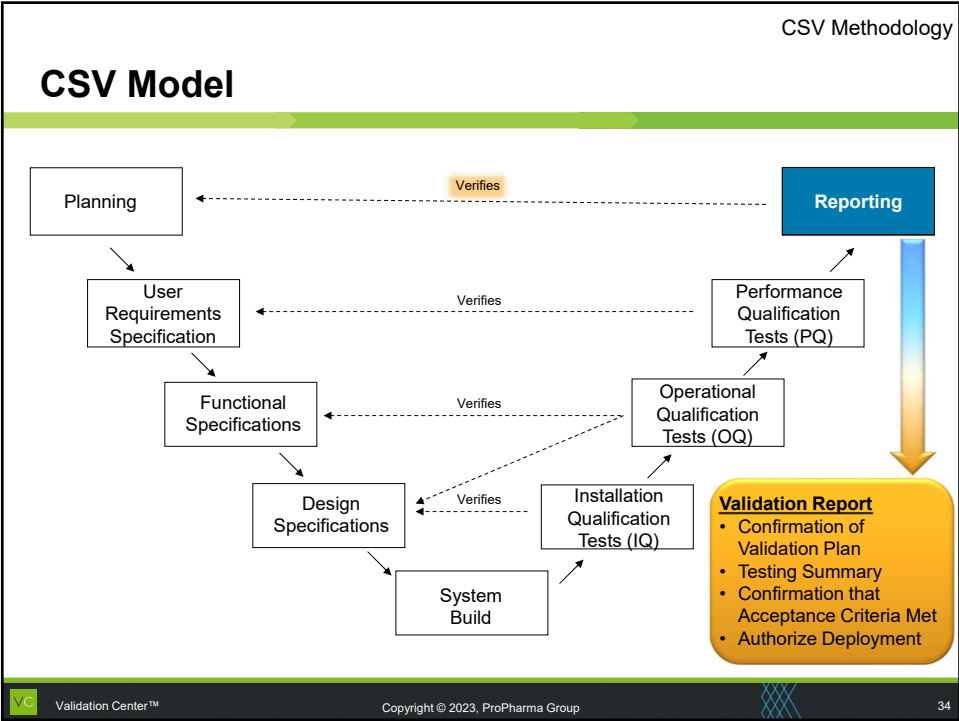 CSV Methodology
CSV Model
Planning
Verifies
Reporting
User
Requirements
Specification
Verifies
Performance
Qualification
Tests (PQ)
Functional
Specifications
Verifies
Operational
Qualification
Tests (OQ)
Design
Specifications
Verifies
Installation
Qualification
Tests (IQ)
System
Build
Validation Report
• Confirmation of
Validation Plan
• Testing Summary
• Confirmation that
Acceptance Criteria Met
• Authorize Deployment
VC
Validation Center™
Copyright © 2023, ProPharma Group
34